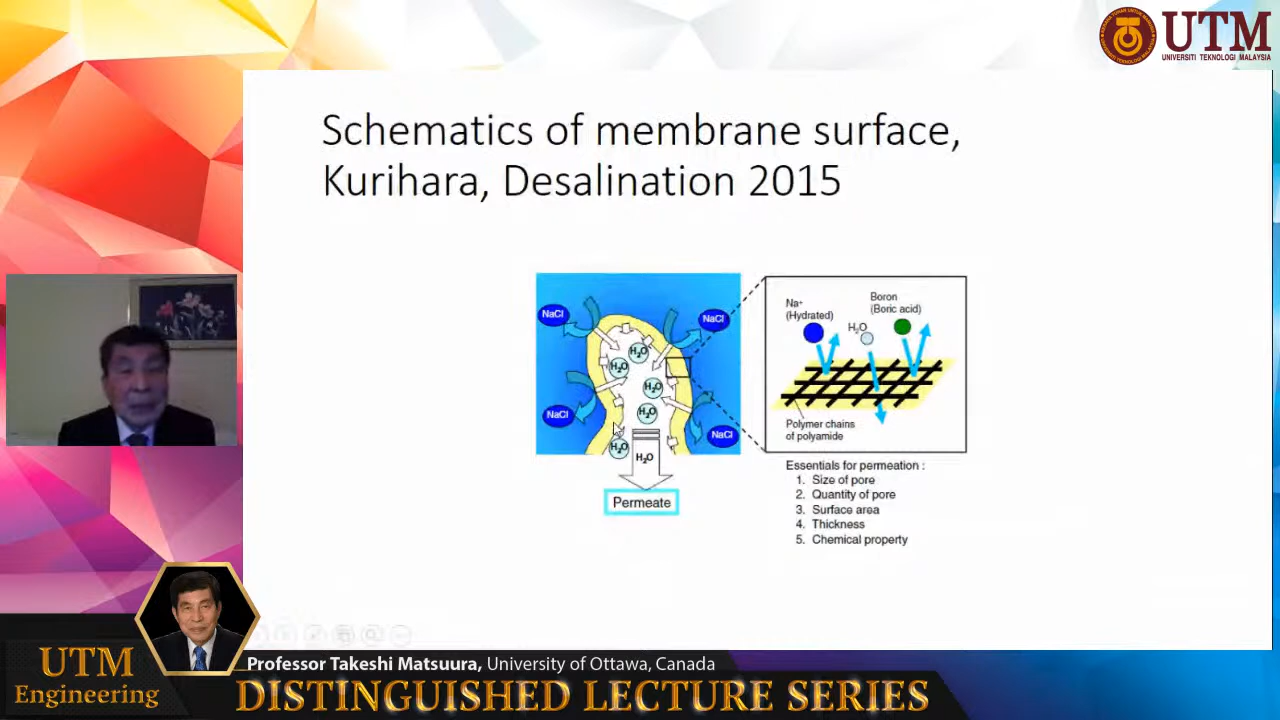 UTM
UNIVERSITI TEKNOLOGI MALAYSIA
Schematics of membrane surface,
Kurihara, Desalination 2015
NaCl
NaCl
H₂O
H₂O
H₂O
NaCl
H₂O
NaCl
H₂O
H₂O
Permeate
Na⁺
(Hydrated)
H₂O
Boron
(Boric acid)
Polymer chains
of polyamide
Essentials for permeation :
1. Size of pore
2. Quantity of pore
3. Surface area
4. Thickness
5. Chemical property
UTM
Engineering
Professor Takeshi Matsuura, University of Ottawa, Canada
DISTINGUISHED LECTURE SERIES